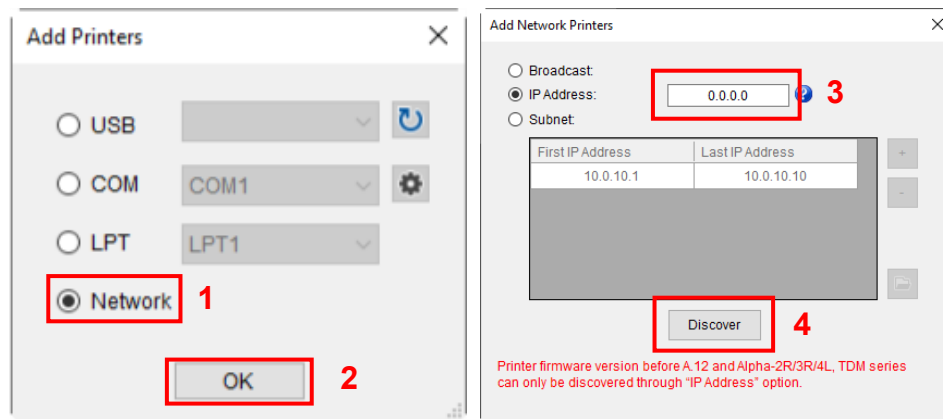 Add Printers
USB
COM
COM1
LPT
LPT1
Network
1
OK
2
Add Network Printers
Broadcast:
IP Address:
0.0.0.0
?
3
Subnet:
First IP Address
Last IP Address
10.0.10.1
10.0.10.10
+
-
Discover
4
Printer firmware version before A.12 and Alpha-2R/3R/4L, TDM series
can only be discovered through "IP Address" option.